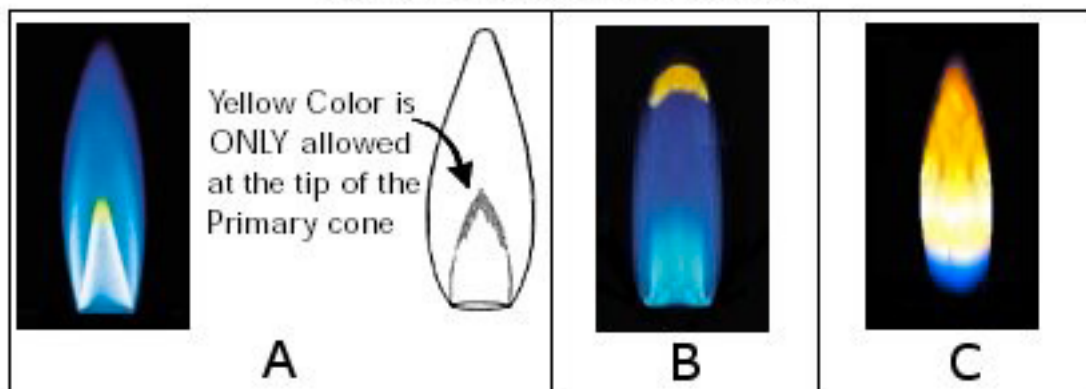 Yellow Color is
ONLY allowed
at the tip of the
Primary cone
A
B
C